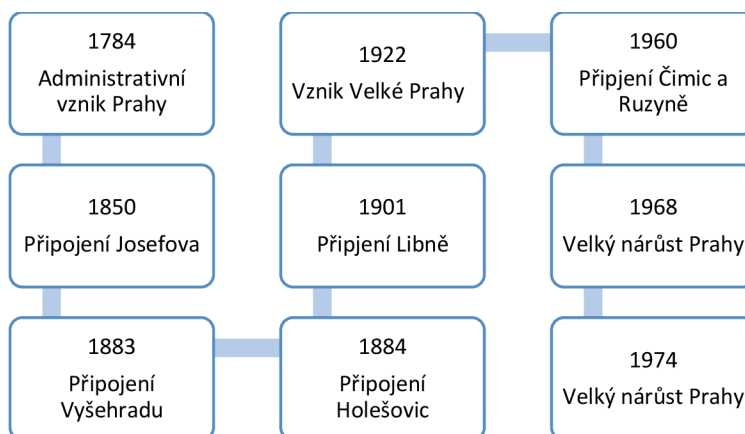 1784
Administrativní
vznik Prahy
1850
Připojení Josefova
1883
Připojení
Vyšehradu
1884
Připojení
Holešovic
1901
Připjení Libně
1922
Vznik Velké Prahy
1960
Připjení Čimic a
Ruzyně
1968
Velký nárůst Prahy
1974
Velký nárůst Prahy